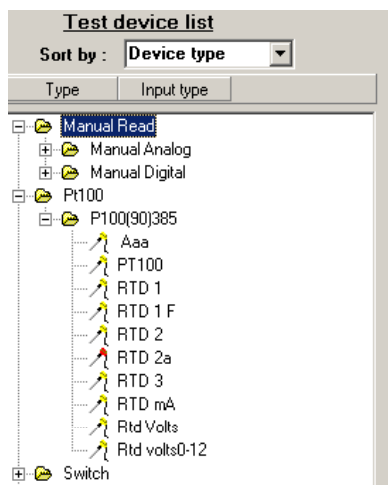 Test device list
Sort by : Device type
Type Input type
Manual Read
Manual Analog
Manual Digital
Pt100
P100(90)385
Aaa
PT100
RTD 1
RTD 1 F
RTD 2
RTD 2a
RTD 3
RTD mA
Rtd Volts
Rtd volts0-12
Switch